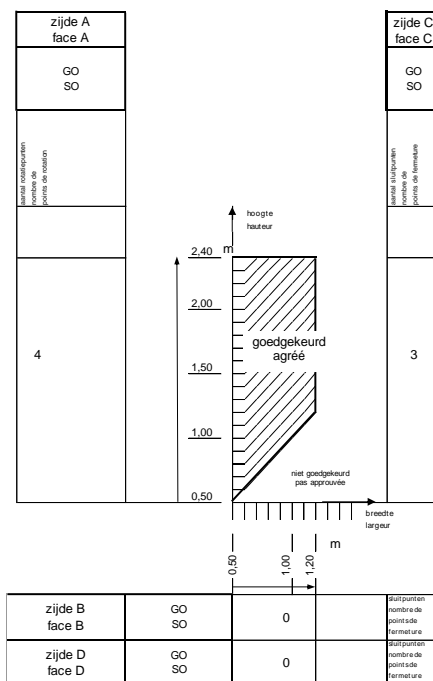 zijde A
face A
zijde C
face C
GO
SO
GO
SO
aantal rotatiepunten
nombre de
points de rotation
aantal sluitpunten
nombre de
points de fermeture
hoogte
hauteur
m
2,40
2,00
goedgekeurd
agréé
4
3
1,50
1,00
niet goedgekeurd
pas approuvée
0,50
breedte
largeur
m
0,50
1,00
1,20
zijde B
face B
GO
SO
0
sluitpunten
nombre de
points de
fermeture
zijde D
face D
GO
SO
0
sluitpunten
nombre de
points de
fermeture